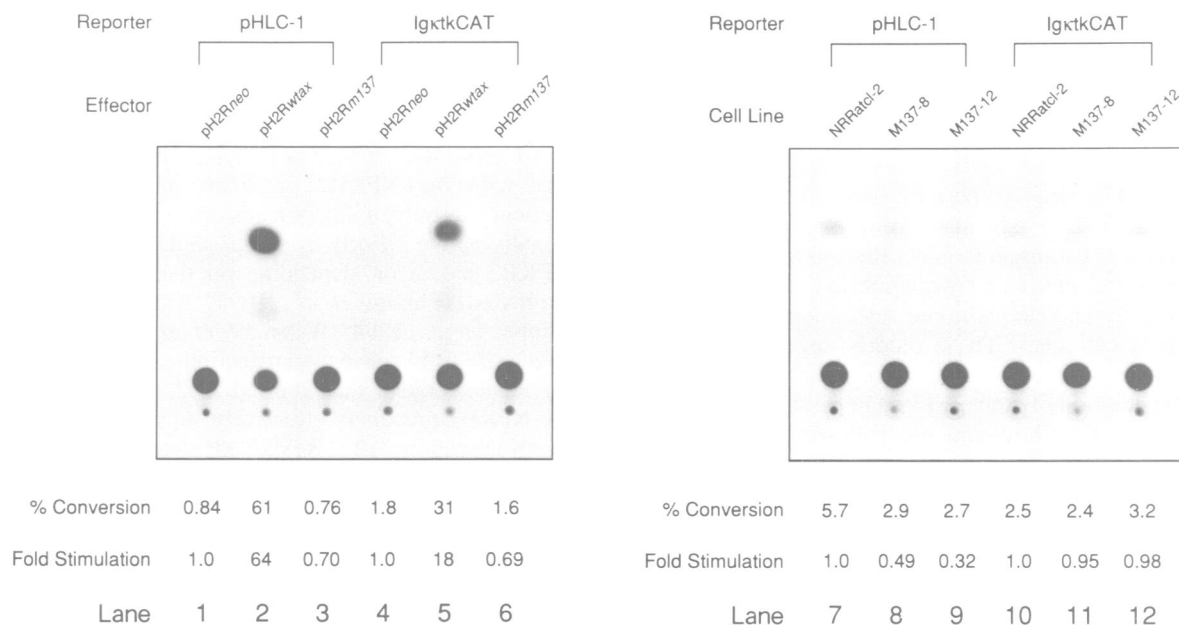 Reporter pHLC-1 IgκtkCAT
Effector pH2Rneo pH2Rwtax pH2Rm137 pH2Rneo pH2Rwtax pH2Rm137
% Conversion 0.84 61 0.76 1.8 31 1.6
Fold Stimulation 1.0 64 0.70 1.0 18 0.69
Lane 1 2 3 4 5 6
Reporter pHLC-1 IgκtkCAT
Cell Line NRRatcl-2 M137-8 M137-12 NRRatcl-2 M137-8 M137-12
% Conversion 5.7 2.9 2.7 2.5 2.4 3.2
Fold Stimulation 1.0 0.49 0.32 1.0 0.95 0.98
Lane 7 8 9 10 11 12